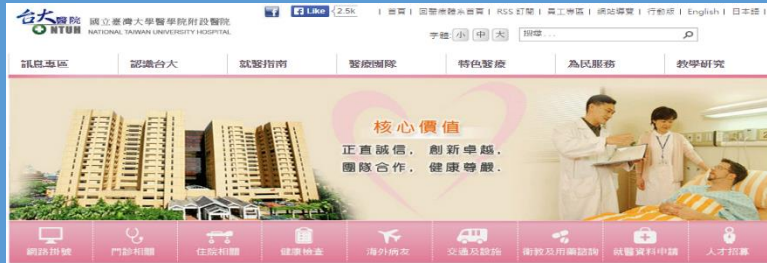 台大醫院 國立臺灣大學醫學院附設醫院
NTUH NATIONAL TAIWAN UNIVERSITY HOSPITAL
f Like 2.5k | 首頁 | 回醫療體系首頁 | RSS訂閱 | 員工專區 | 網站導覽 | 行動版 | English | 日本語 |
字體: 小 中 大 搜尋...
訊息專區 認識台大 就醫指南 醫療團隊 特色醫療 為民服務 教學研究
核心價值
正直誠信, 創新卓越,
團隊合作, 健康尊嚴.
網路掛號 門診相關 住院相關 健康檢查 海外病友 交通及設施 衛教及用藥諮詢 就醫資料申請 人才招募